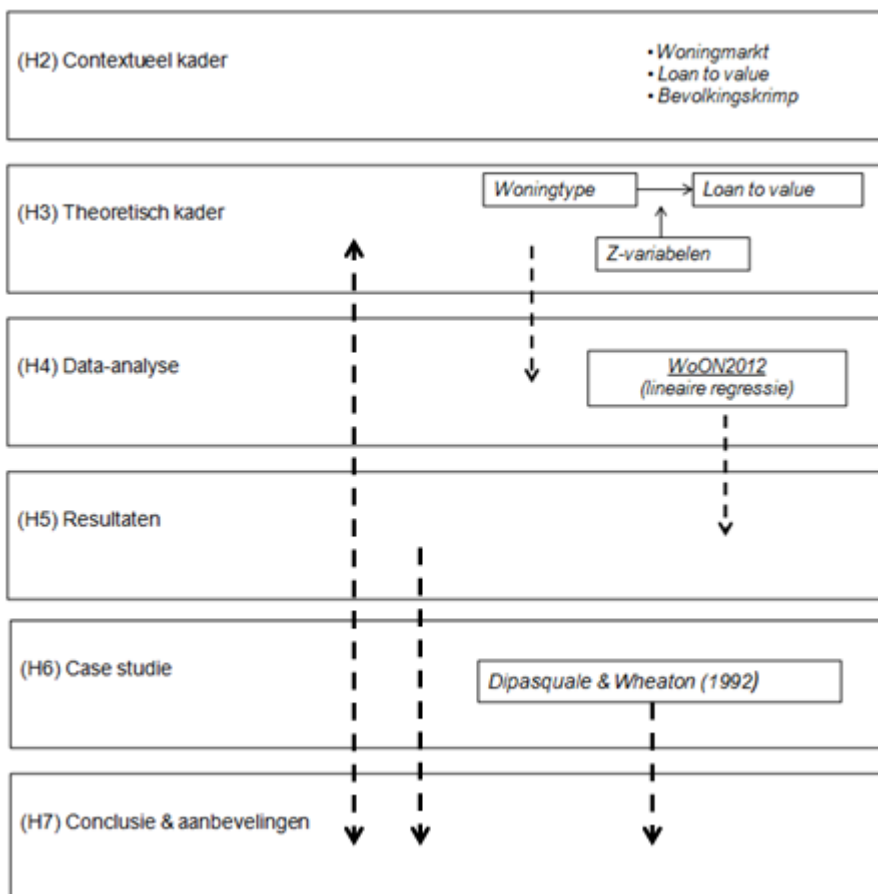 (H2) Contextueel kader
• Woningmarkt
• Loan to value
• Bevolkingskrimp
(H3) Theoretisch kader
Woningtype
Loan to value
Z-variabelen
(H4) Data-analyse
WoON2012
(lineaire regressie)
(H5) Resultaten
(H6) Case studie
Dipasquale & Wheaton (1992)
(H7) Conclusie & aanbevelingen